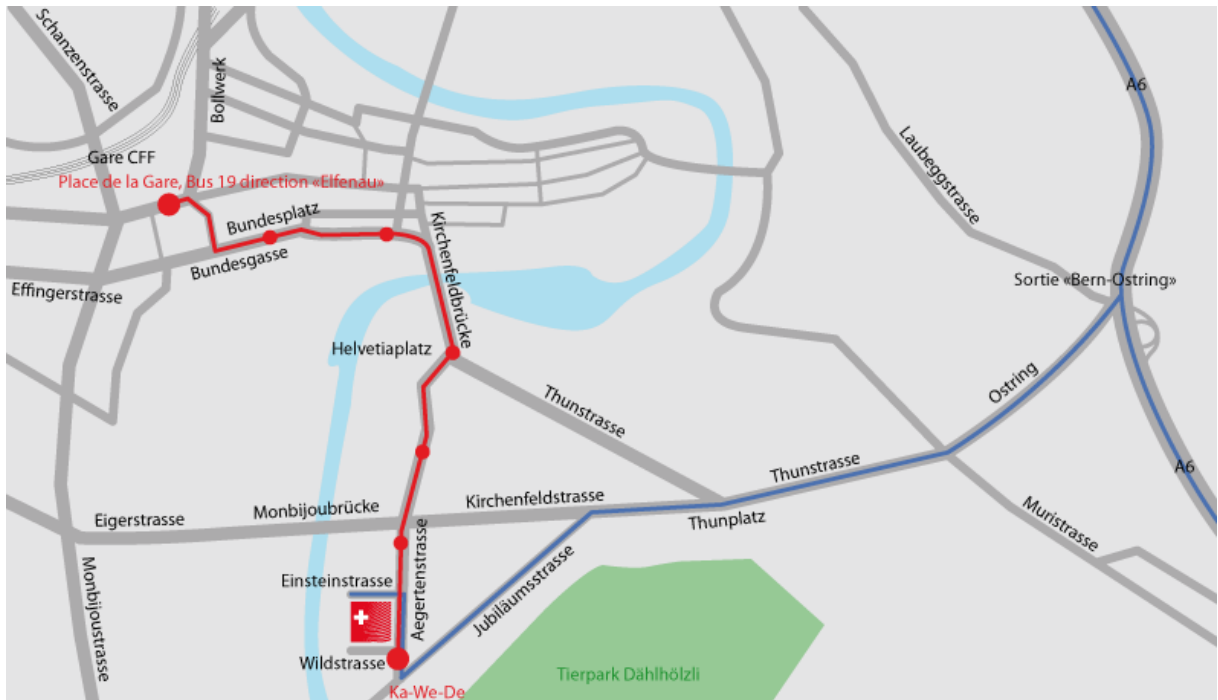 Schanzenstrasse
Bollwerk
A6
Gare CFF
Laubeggstrasse
Place de la Gare, Bus 19 direction «Elfenau»
Bundesplatz
Kirchenfeldbrücke
Bundesgasse
Sortie «Bern-Ostring»
Effingerstrasse
Helvetiaplatz
Ostring
Thunstrasse
Thunstrasse
A6
Monbijoubrücke
Kirchenfeldstrasse
Eigerstrasse
Thunplatz
Muristrasse
Monbijoustrasse
Einsteinstrasse
Aegertenstrasse
Jubiläumsstrasse
Wildstrasse
Tierpark Dählhölzli
Ka-We-De